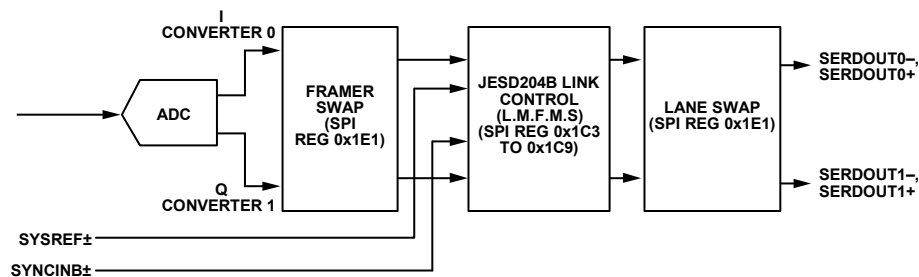 I
CONVERTER 0
ADC
Q
CONVERTER 1
FRAMER
SWAP
(SPI
REG 0x1E1)
JESD204B LINK
CONTROL
(L.M.F.M.S)
(SPI REG 0x1C3
TO 0x1C9)
LANE SWAP
(SPI REG 0x1E1)
SERDOUT0–,
SERDOUT0+
SERDOUT1–,
SERDOUT1+
SYSREF±
SYNCINB±